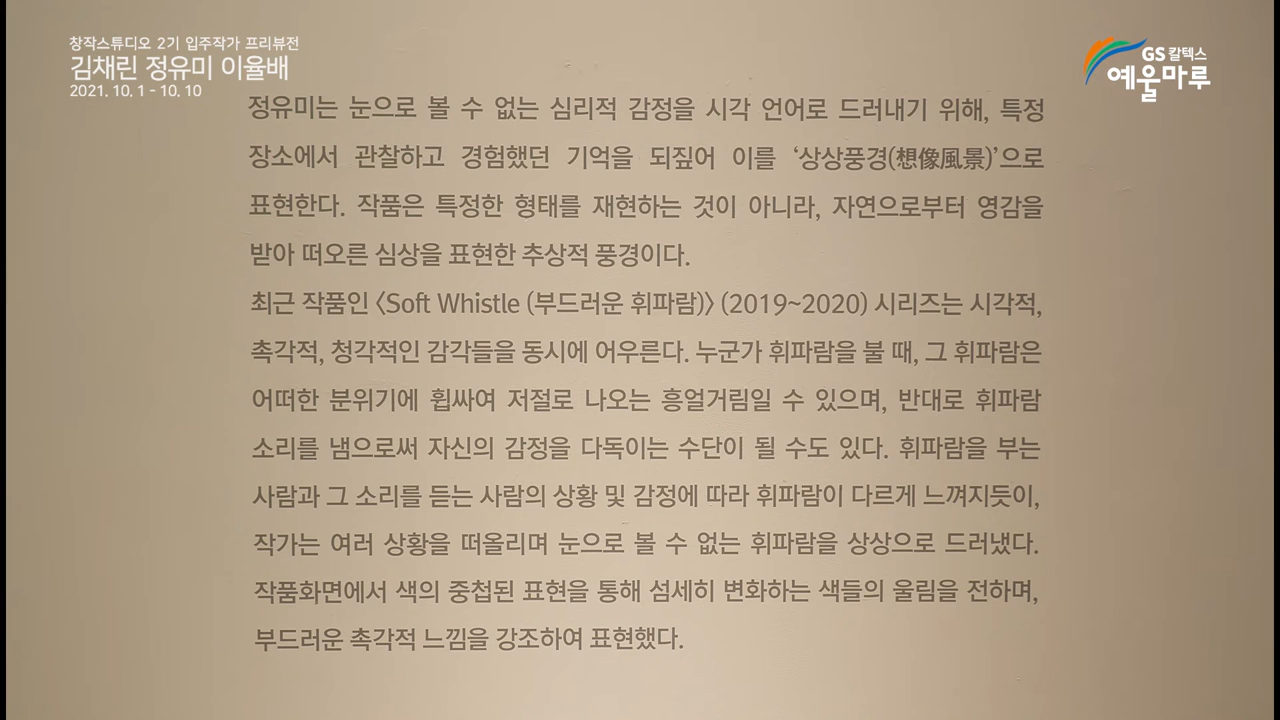 창작스튜디오 2기 입주작가 프리뷰전
김채린 정유미 이율배
2021. 10. 1 - 10. 10
GS칼텍스
예울마루
정유미는 눈으로 볼 수 없는 심리적 감정을 시각 언어로 드러내기 위해, 특정
장소에서 관찰하고 경험했던 기억을 되짚어 이를 ‘상상풍경(想像風景)’으로
표현한다. 작품은 특정한 형태를 재현하는 것이 아니라, 자연으로부터 영감을
받아 떠오른 심상을 표현한 추상적 풍경이다.
최근 작품인 〈Soft Whistle (부드러운 휘파람)〉 (2019~2020) 시리즈는 시각적,
촉각적, 청각적인 감각들을 동시에 어우른다. 누군가 휘파람을 불 때, 그 휘파람은
어떠한 분위기에 휩싸여 저절로 나오는 흥얼거림일 수 있으며, 반대로 휘파람
소리를 냄으로써 자신의 감정을 다독이는 수단이 될 수도 있다. 휘파람을 부는
사람과 그 소리를 듣는 사람의 상황 및 감정에 따라 휘파람이 다르게 느껴지듯이,
작가는 여러 상황을 떠올리며 눈으로 볼 수 없는 휘파람을 상상으로 드러냈다.
작품화면에서 색의 중첩된 표현을 통해 섬세히 변화하는 색들의 울림을 전하며,
부드러운 촉각적 느낌을 강조하여 표현했다.